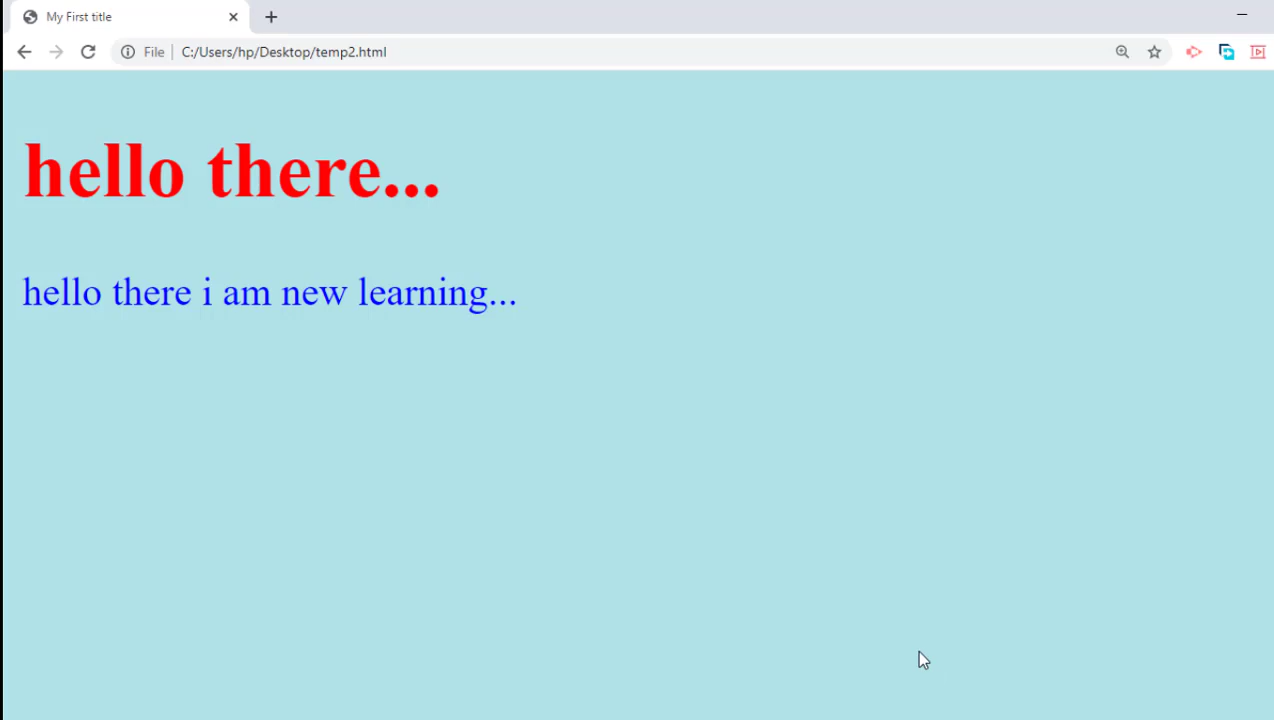 My First title
File C:/Users/hp/Desktop/temp2.html
hello there...
hello there i am new learning...